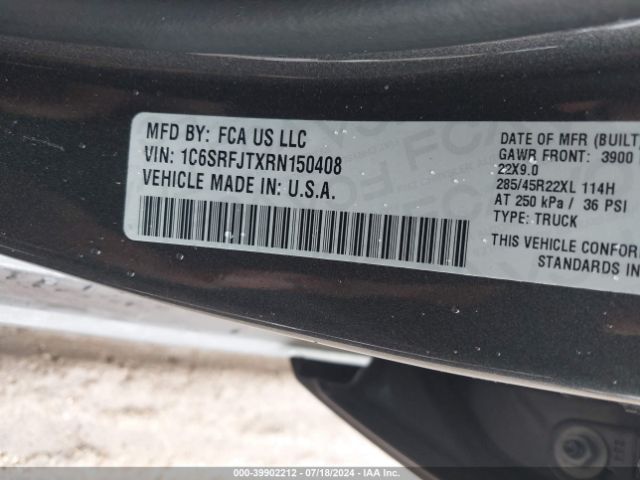 MFD BY: FCA US LLC
VIN: 1C6SRFJTXRN150408
VEHICLE MADE IN: U.S.A.
DATE OF MFR (BUILT)
GAWR FRONT: 3900
22X9.0
285/45R22XL 114H
AT 250 kPa / 36 PSI
TYPE: TRUCK
THIS VEHICLE CONFOR
STANDARDS IN
000-39902212 - 07/18/2024 - IAA Inc.